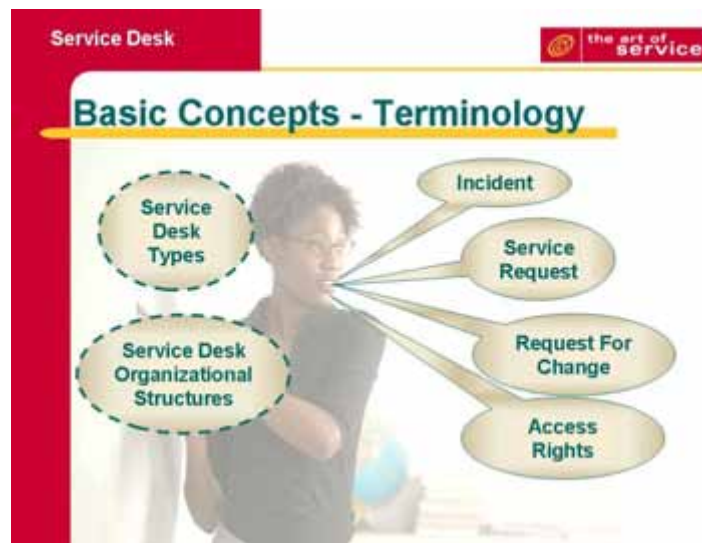 Service Desk
the art of
service
Basic Concepts - Terminology
Service
Desk
Types
Service Desk
Organizational
Structures
Incident
Service
Request
Request For
Change
Access
Rights